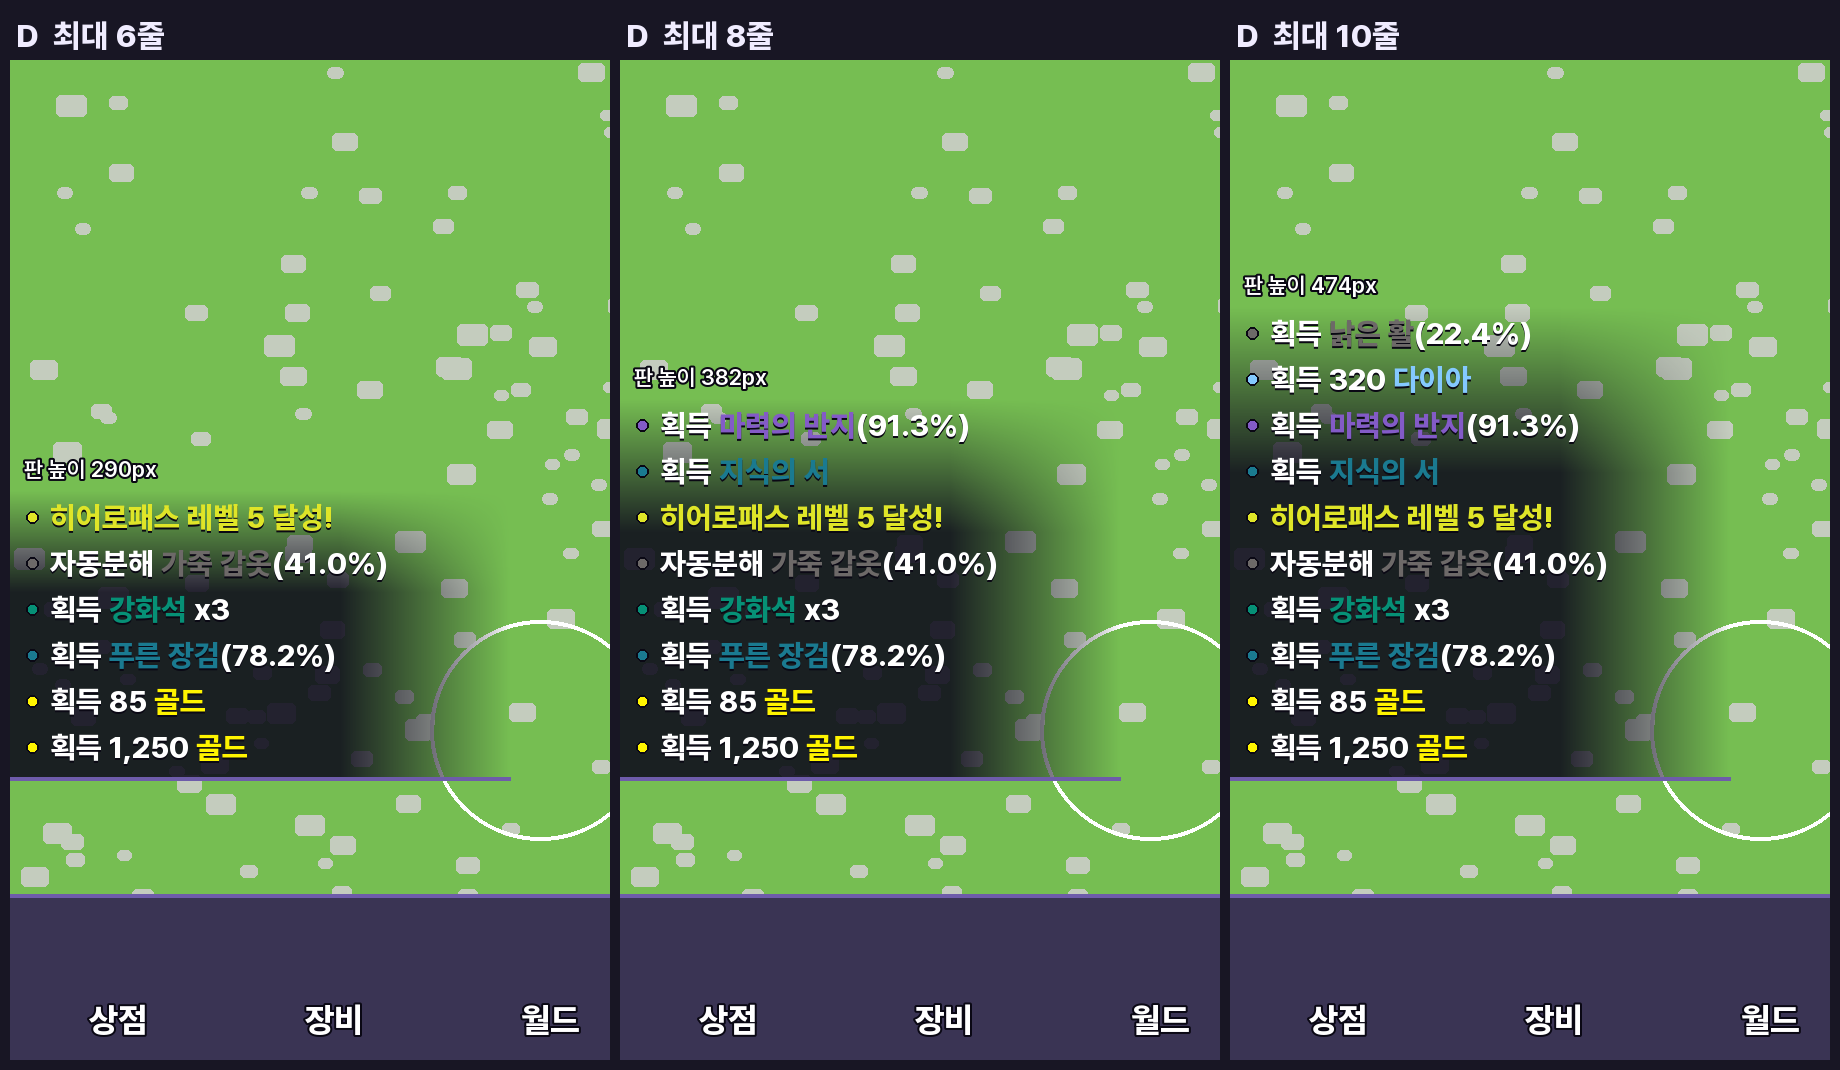 D 최대 6줄
판 높이 290px
히어로패스 레벨 5 달성!
자동분해 가죽 갑옷(41.0%)
획득 강화석 x3
획득 푸른 장검(78.2%)
획득 85 골드
획득 1,250 골드
상점 장비 월드
D 최대 8줄
판 높이 382px
획득 마력의 반지(91.3%)
획득 지식의 서
히어로패스 레벨 5 달성!
자동분해 가죽 갑옷(41.0%)
획득 강화석 x3
획득 푸른 장검(78.2%)
획득 85 골드
획득 1,250 골드
상점 장비 월드
D 최대 10줄
판 높이 474px
획득 낡은 활(22.4%)
획득 320 다이아
획득 마력의 반지(91.3%)
획득 지식의 서
히어로패스 레벨 5 달성!
자동분해 가죽 갑옷(41.0%)
획득 강화석 x3
획득 푸른 장검(78.2%)
획득 85 골드
획득 1,250 골드
상점 장비 월드